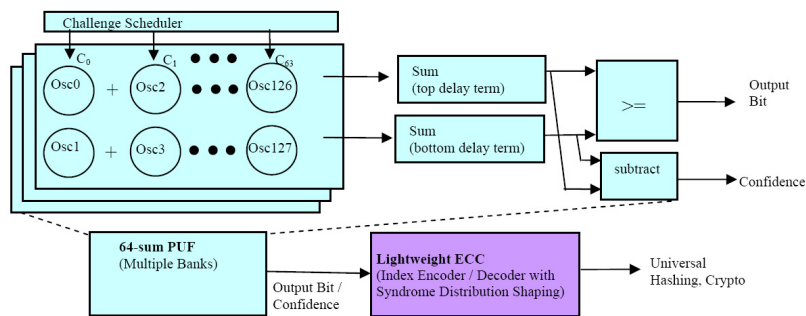 Challenge Scheduler
C0 C1 C63
Osc0 + Osc2 Osc126
Osc1 + Osc3 Osc127
Sum
(top delay term)
Sum
(bottom delay term)
>=
subtract
Output
Bit
Confidence
64-sum PUF
(Multiple Banks)
Output Bit /
Confidence
Lightweight ECC
(Index Encoder / Decoder with
Syndrome Distribution Shaping)
Universal
Hashing, Crypto